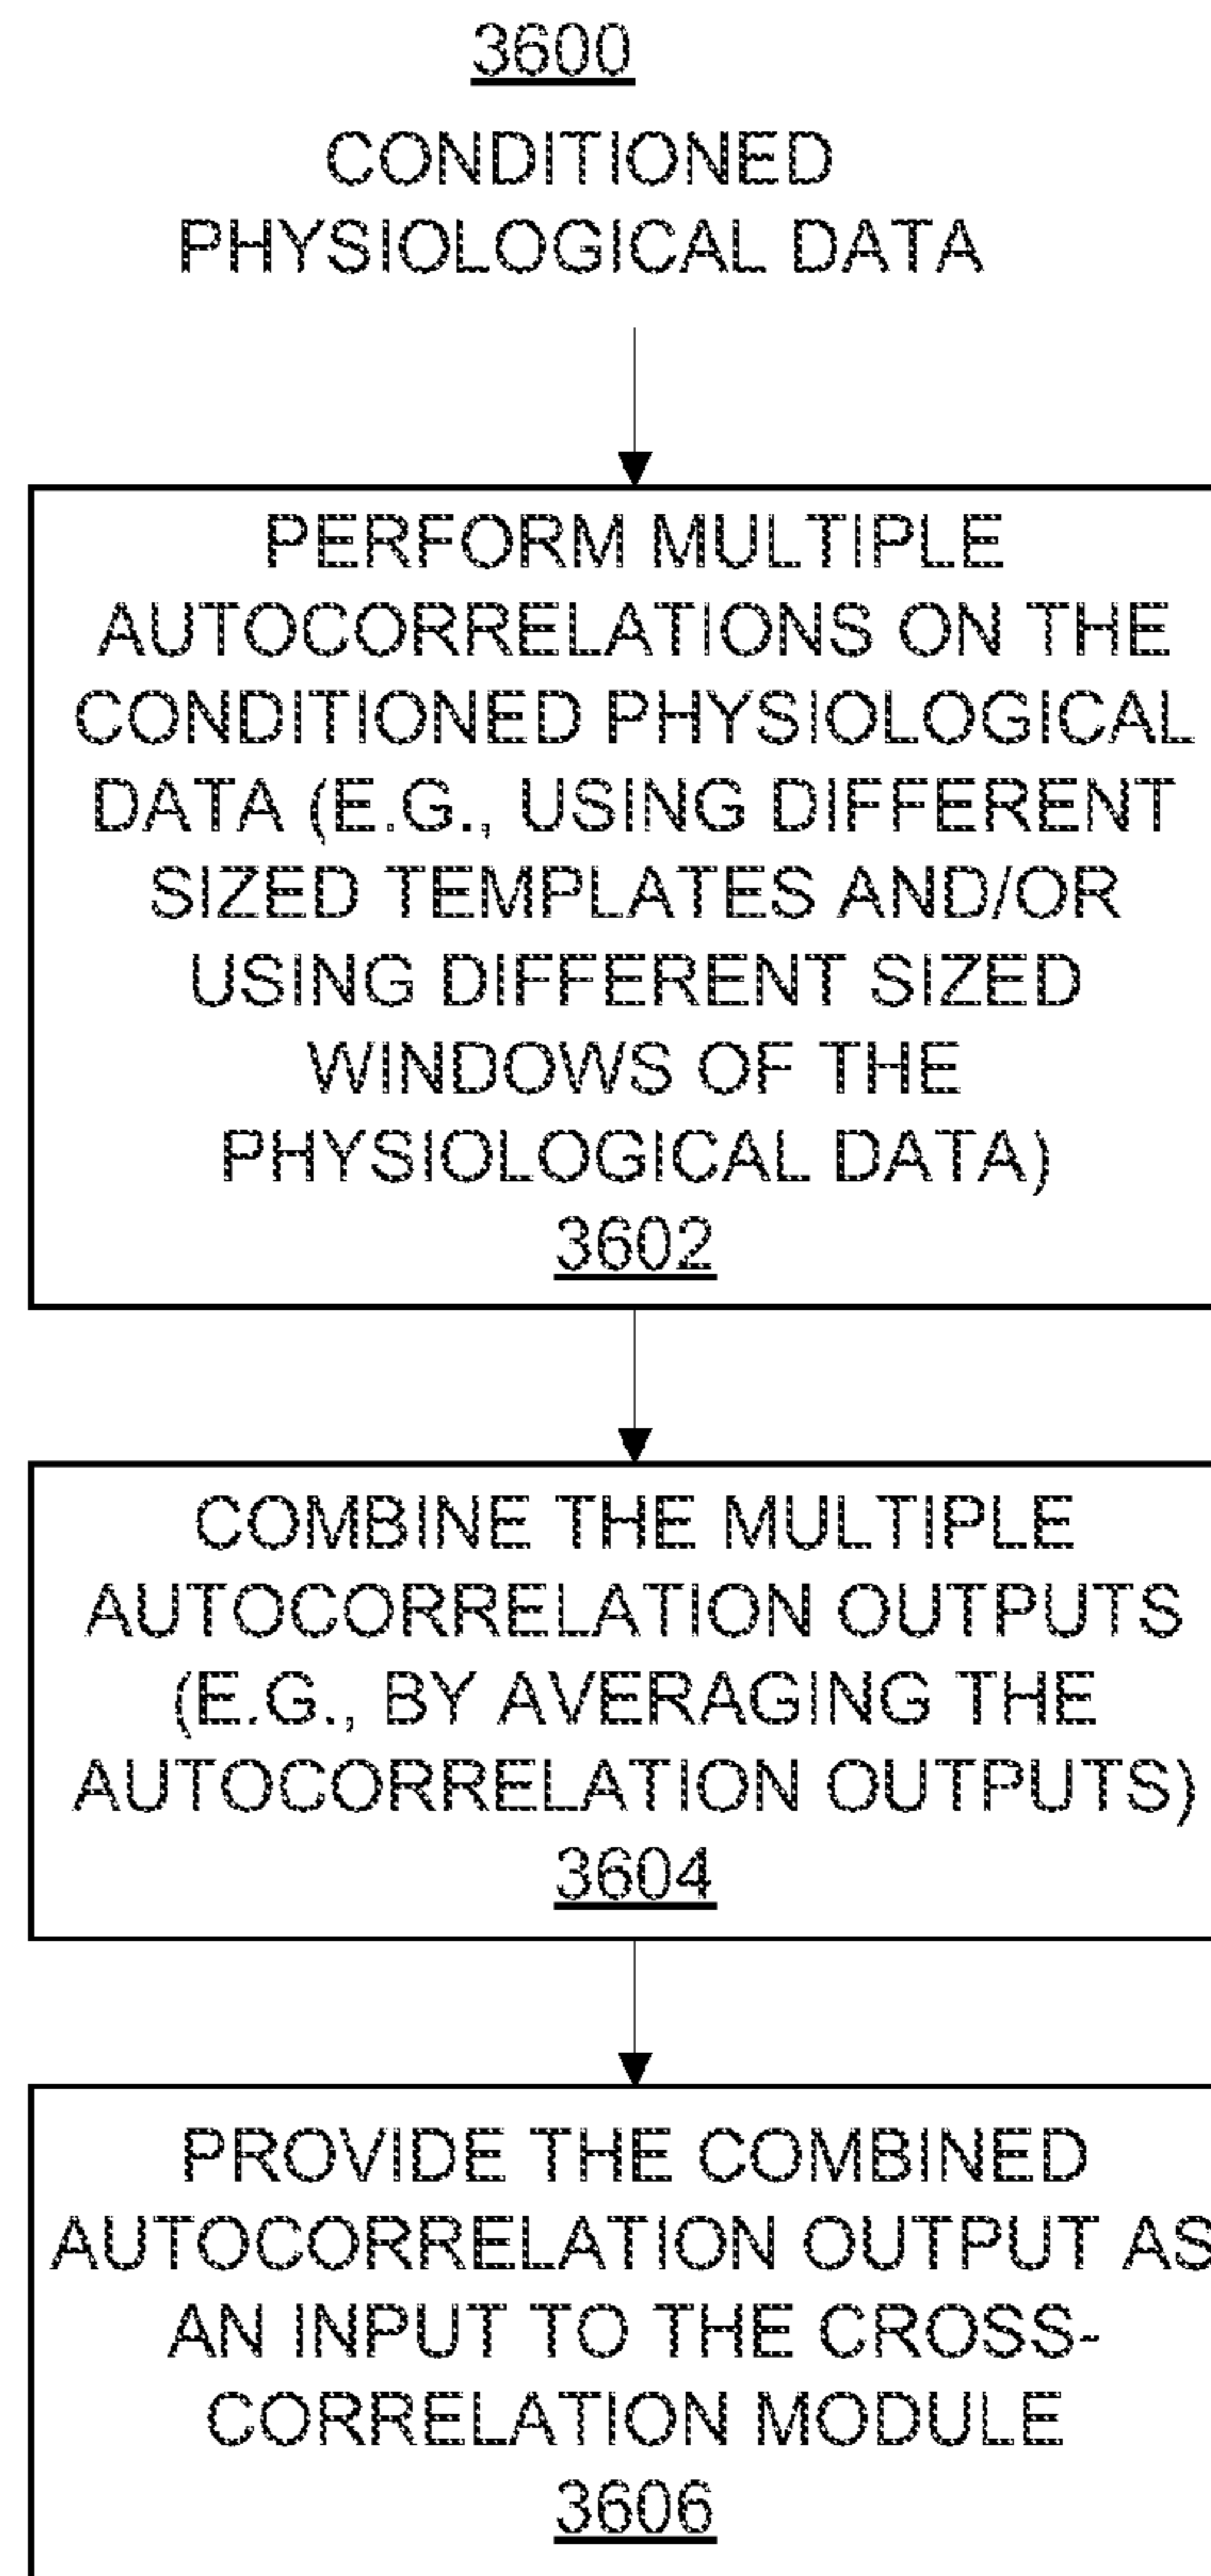 3600
CONDITIONED
PHYSIOLOGICAL DATA
PERFORM MULTIPLE
AUTOCORRELATIONS ON THE
CONDITIONED PHYSIOLOGICAL
DATA (E.G., USING DIFFERENT
SIZED TEMPLATES AND/OR
USING DIFFERENT SIZED
WINDOWS OF THE
PHYSIOLOGICAL DATA)
3602
COMBINE THE MULTIPLE
AUTOCORRELATION OUTPUTS
(E.G., BY AVERAGING THE
AUTOCORRELATION OUTPUTS)
3604
PROVIDE THE COMBINED
AUTOCORRELATION OUTPUT AS
AN INPUT TO THE CROSS-
CORRELATION MODULE
3606